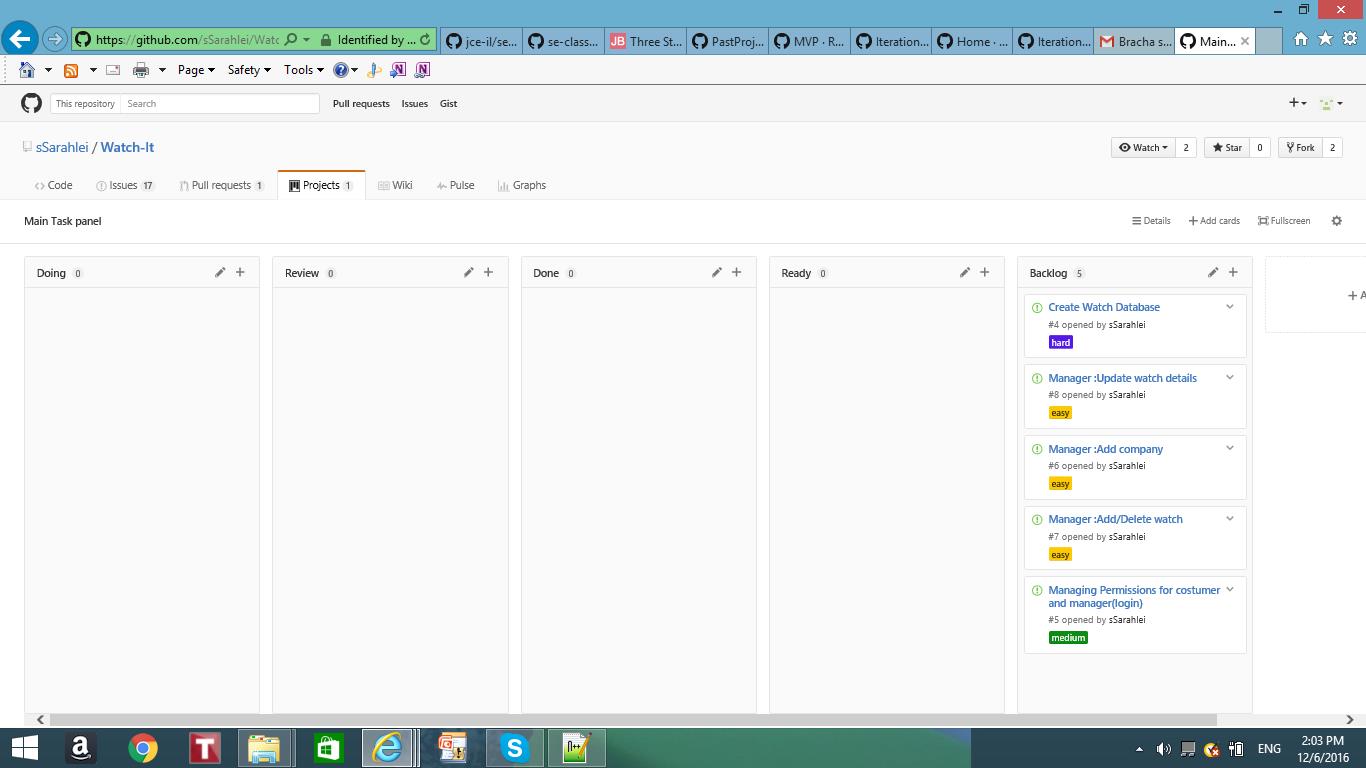 https://github.com/sSarahlei/Watc
Identified by ...
jce-il/se...
se-class...
JB Three St...
PastProj...
MVP · R...
Iteration...
Home · ...
Iteration...
Bracha s...
Main...
Page
Safety
Tools
This repository
Search
Pull requests
Issues
Gist
sSarahlei / Watch-It
Watch 2
Star 0
Fork 2
Code
Issues 17
Pull requests 1
Projects 1
Wiki
Pulse
Graphs
Main Task panel
Details
Add cards
Fullscreen
Doing 0
Review 0
Done 0
Ready 0
Backlog 5
Create Watch Database
#4 opened by sSarahlei
hard
Manager :Update watch details
#8 opened by sSarahlei
easy
Manager :Add company
#6 opened by sSarahlei
easy
Manager :Add/Delete watch
#7 opened by sSarahlei
easy
Managing Permissions for costumer
and manager(login)
#5 opened by sSarahlei
medium
+ A
ENG
2:03 PM
12/6/2016